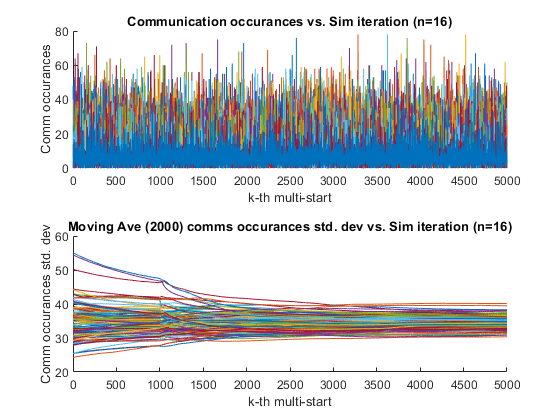 Communication occurances vs. Sim iteration (n=16)
Comm occurances
80
60
40
20
0
0 500 1000 1500 2000 2500 3000 3500 4000 4500 5000
k-th multi-start
Moving Ave (2000) comms occurances std. dev vs. Sim iteration (n=16)
Comm occurances std. dev
60
50
40
30
20
0 500 1000 1500 2000 2500 3000 3500 4000 4500 5000
k-th multi-start